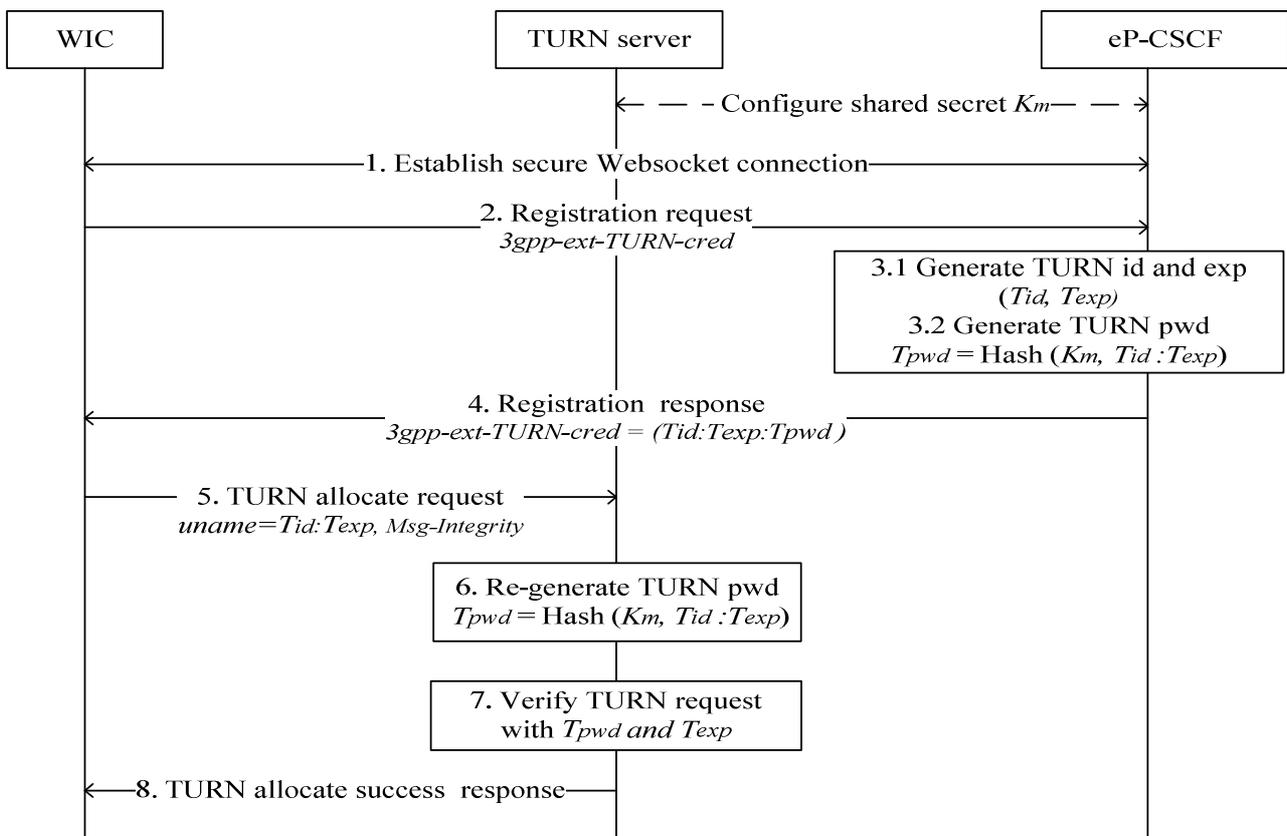 WIC
TURN server
eP-CSCF
Configure shared secret Km
1. Establish secure Websocket connection
2. Registration request
3gpp-ext-TURN-cred
3.1 Generate TURN id and exp
(Tid, Texp)
3.2 Generate TURN pwd
Tpwd = Hash (Km, Tid :Texp)
4. Registration response
3gpp-ext-TURN-cred = (Tid:Texp:Tpwd )
5. TURN allocate request
uname=Tid:Texp, Msg-Integrity
6. Re-generate TURN pwd
Tpwd = Hash (Km, Tid :Texp)
7. Verify TURN request
with Tpwd and Texp
8. TURN allocate success response